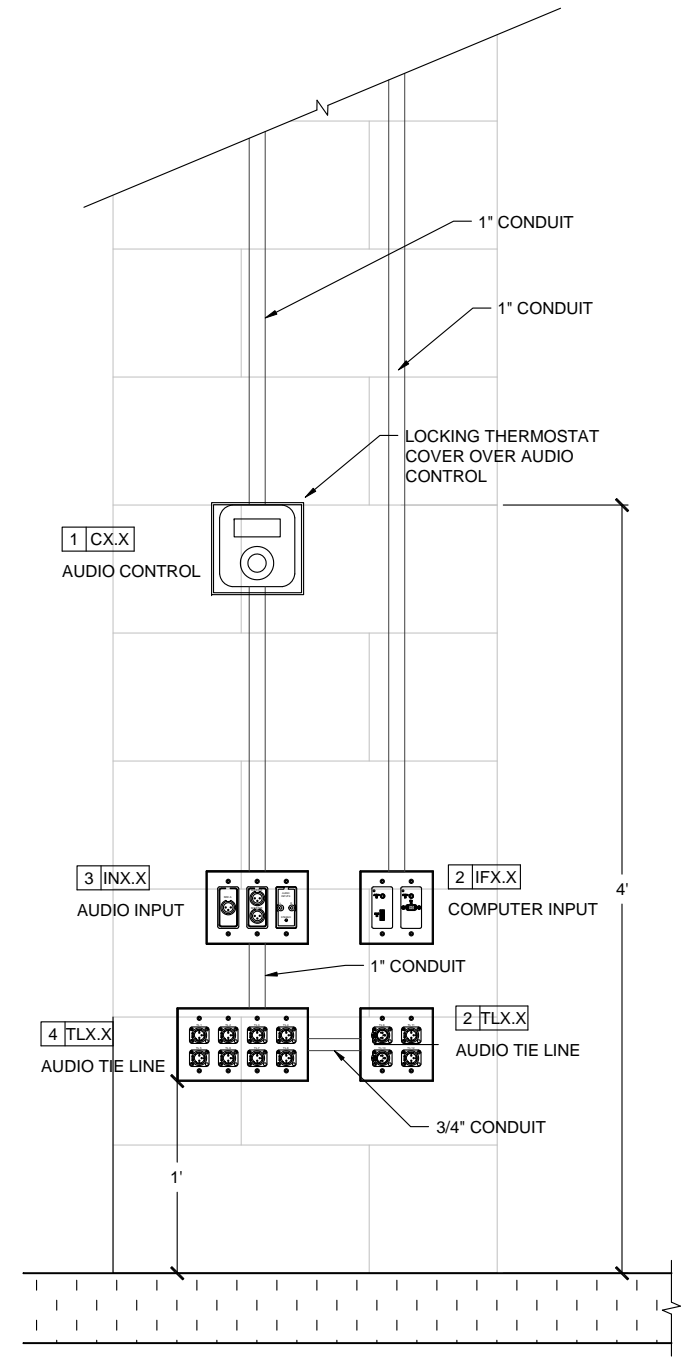 1" CONDUIT
1" CONDUIT
LOCKING THERMOSTAT
COVER OVER AUDIO
CONTROL
1 CX.X
AUDIO CONTROL
3 INX.X
AUDIO INPUT
2 IFX.X
COMPUTER INPUT
4'
1" CONDUIT
4 TLX.X
AUDIO TIE LINE
2 TLX.X
AUDIO TIE LINE
3/4" CONDUIT
1'